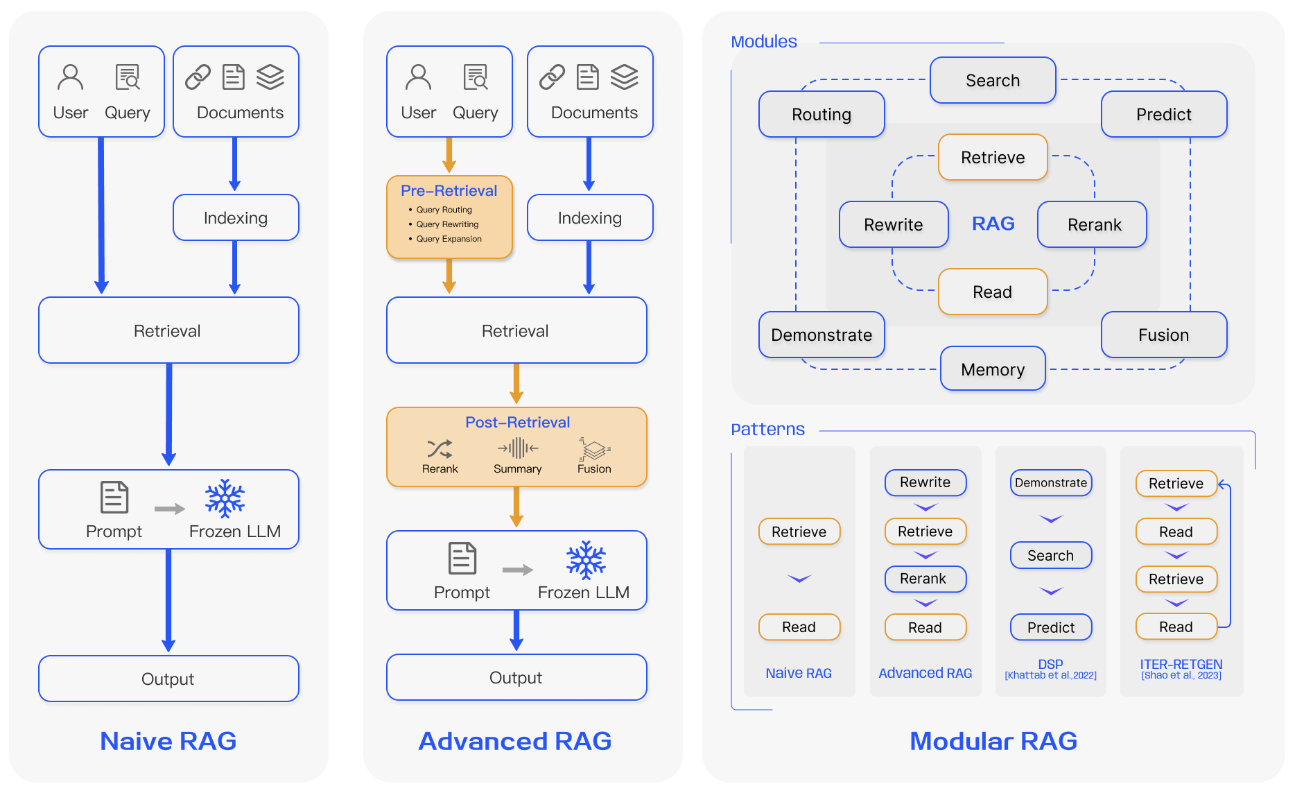 User Query
Documents
Indexing
Retrieval
Prompt
Frozen LLM
Output
Naive RAG
User Query
Documents
Pre-Retrieval
• Query Routing
• Query Rewriting
• Query Expansion
Indexing
Retrieval
Post-Retrieval
Rerank
Summary
Fusion
Prompt
Frozen LLM
Output
Advanced RAG
Modules
Search
Routing
Predict
Retrieve
Rewrite
RAG
Rerank
Read
Demonstrate
Fusion
Memory
Patterns
Retrieve
Read
Naive RAG
Rewrite
Retrieve
Rerank
Read
Advanced RAG
Demonstrate
Search
Predict
DSP
[Khattab et al.,2022]
Retrieve
Read
Retrieve
Read
ITER-RETGEN
[Shao et al., 2023]
Modular RAG